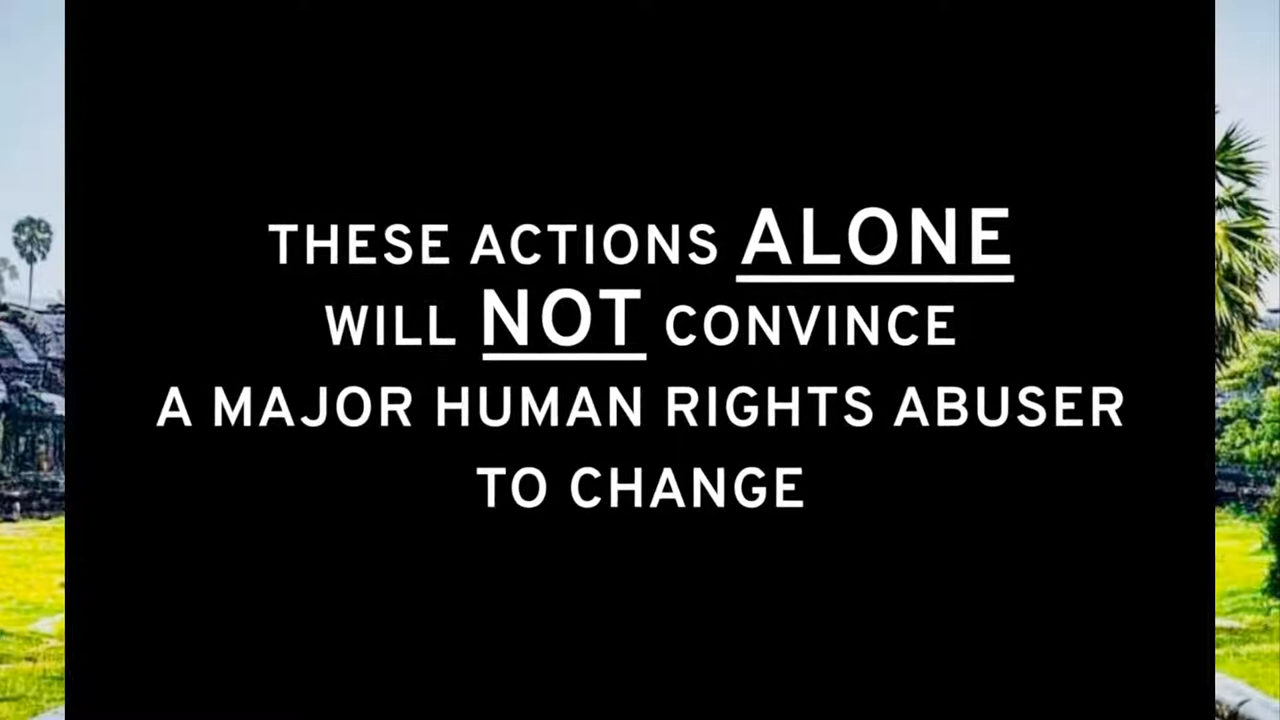 THESE ACTIONS ALONE
WILL NOT CONVINCE
A MAJOR HUMAN RIGHTS ABUSER
TO CHANGE